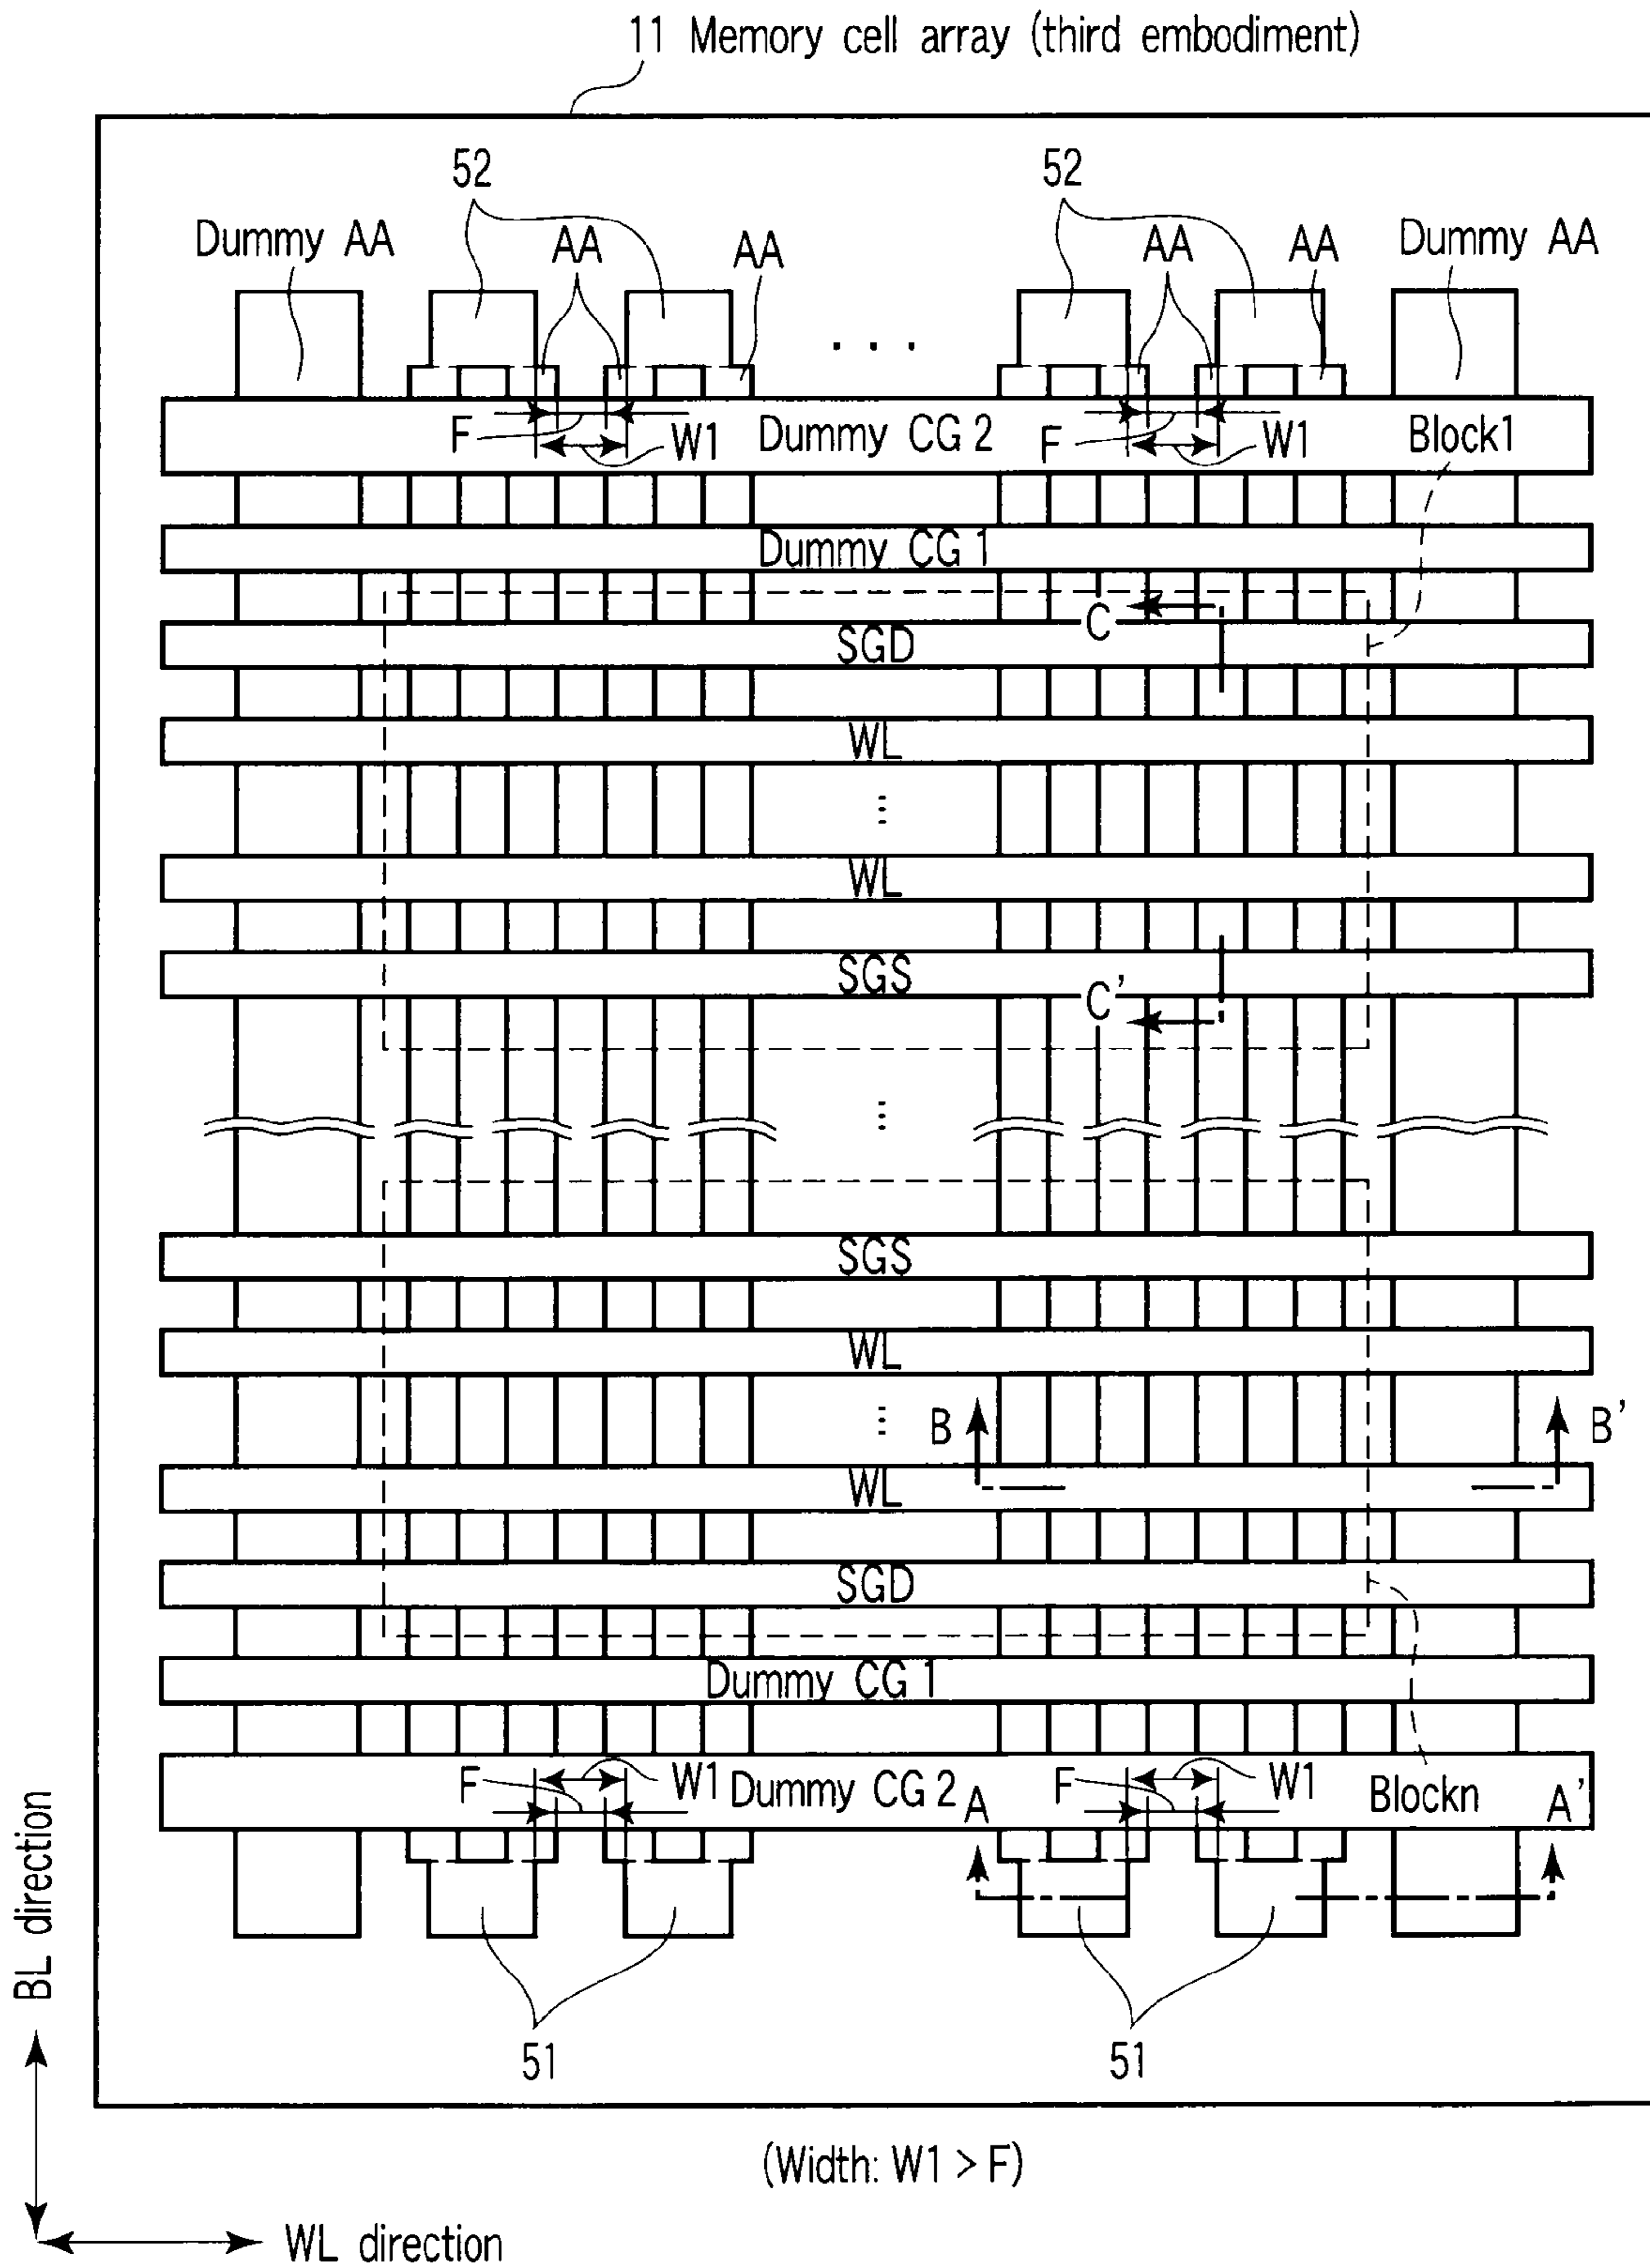 11 Memory cell array (third embodiment)
52 52
Dummy AA AA AA AA AA Dummy AA
. . .
F W1 Dummy CG 2 F W1 Block1
Dummy CG 1
C
SGD
WL
...
WL
SGS
C'
...
SGS
WL
... B B'
WL
SGD
Dummy CG 1
F W1 Dummy CG 2 A F W1 Blockn A'
51 51
BL direction
(Width: W1 > F)
WL direction